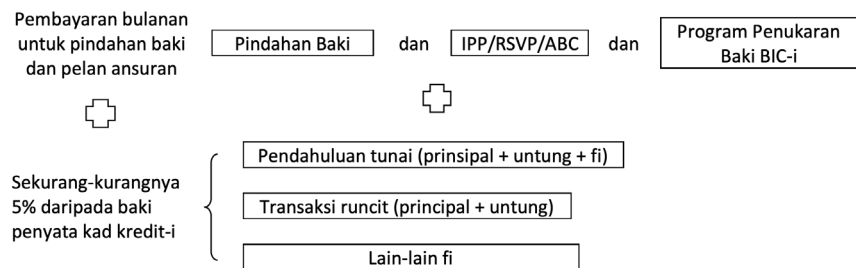 Pembayaran bulanan
untuk pindahan baki
dan pelan ansuran
Pindahan Baki dan IPP/RSVP/ABC dan
Program Penukaran
Baki BIC-i
Pendahuluan tunai (prinsipal + untung + fi)
Sekurang-kurangnya
5% daripada baki
penyata kad kredit-i
Transaksi runcit (principal + untung)
Lain-lain fi